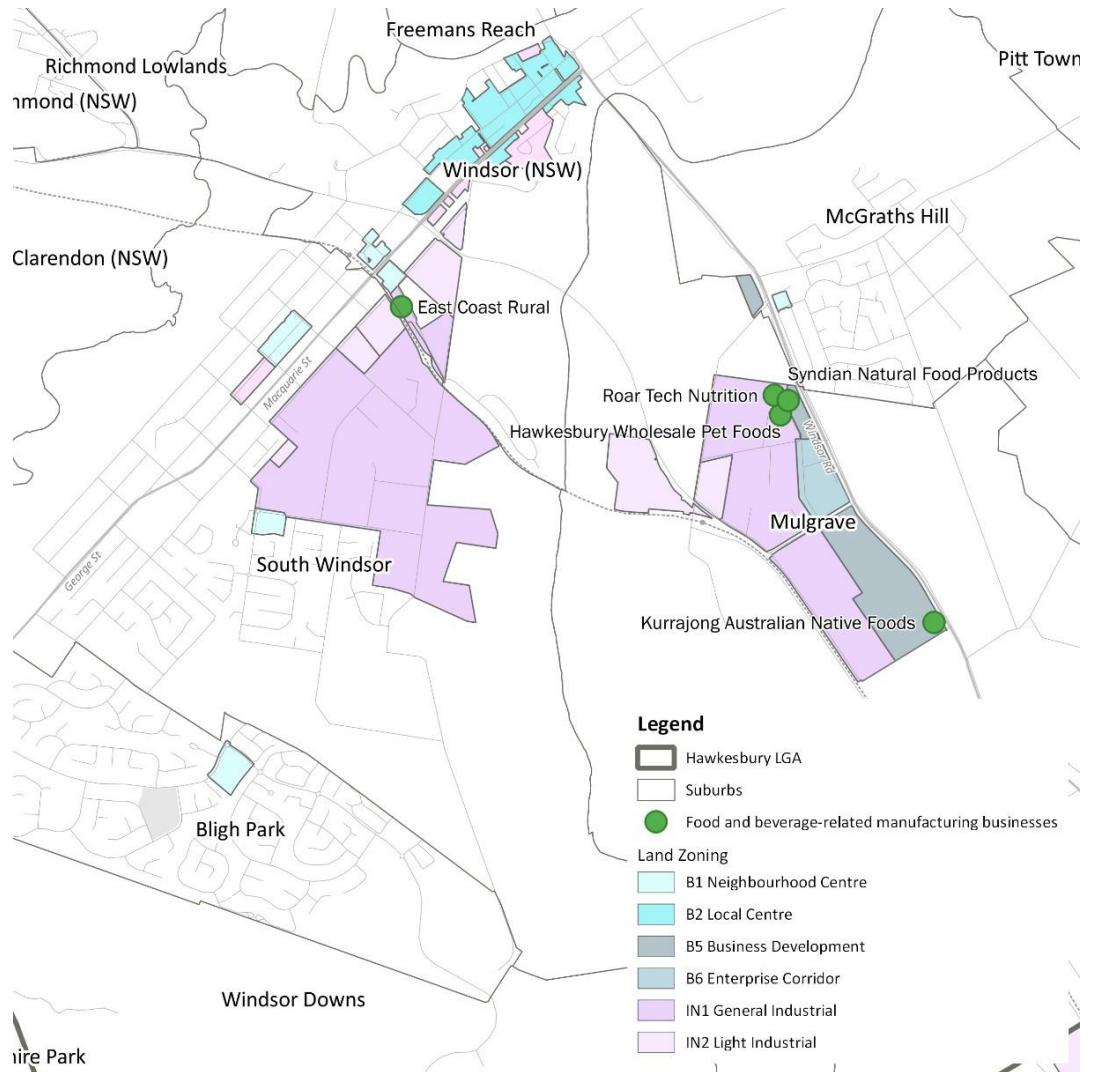 Freemans Reach
Richmond Lowlands
Pitt Town
nmond (NSW)
Windsor (NSW)
McGraths Hill
Clarendon (NSW)
East Coast Rural
Macquarie St
Syndian Natural Food Products
Roar Tech Nutrition
Hawkesbury Wholesale Pet Foods
Windsor Rd
Mulgrave
South Windsor
George St
Kurrajong Australian Native Foods
Bligh Park
Windsor Downs
hire Park
Legend
Hawkesbury LGA
Suburbs
Food and beverage-related manufacturing businesses
Land Zoning
B1 Neighbourhood Centre
B2 Local Centre
B5 Business Development
B6 Enterprise Corridor
IN1 General Industrial
IN2 Light Industrial